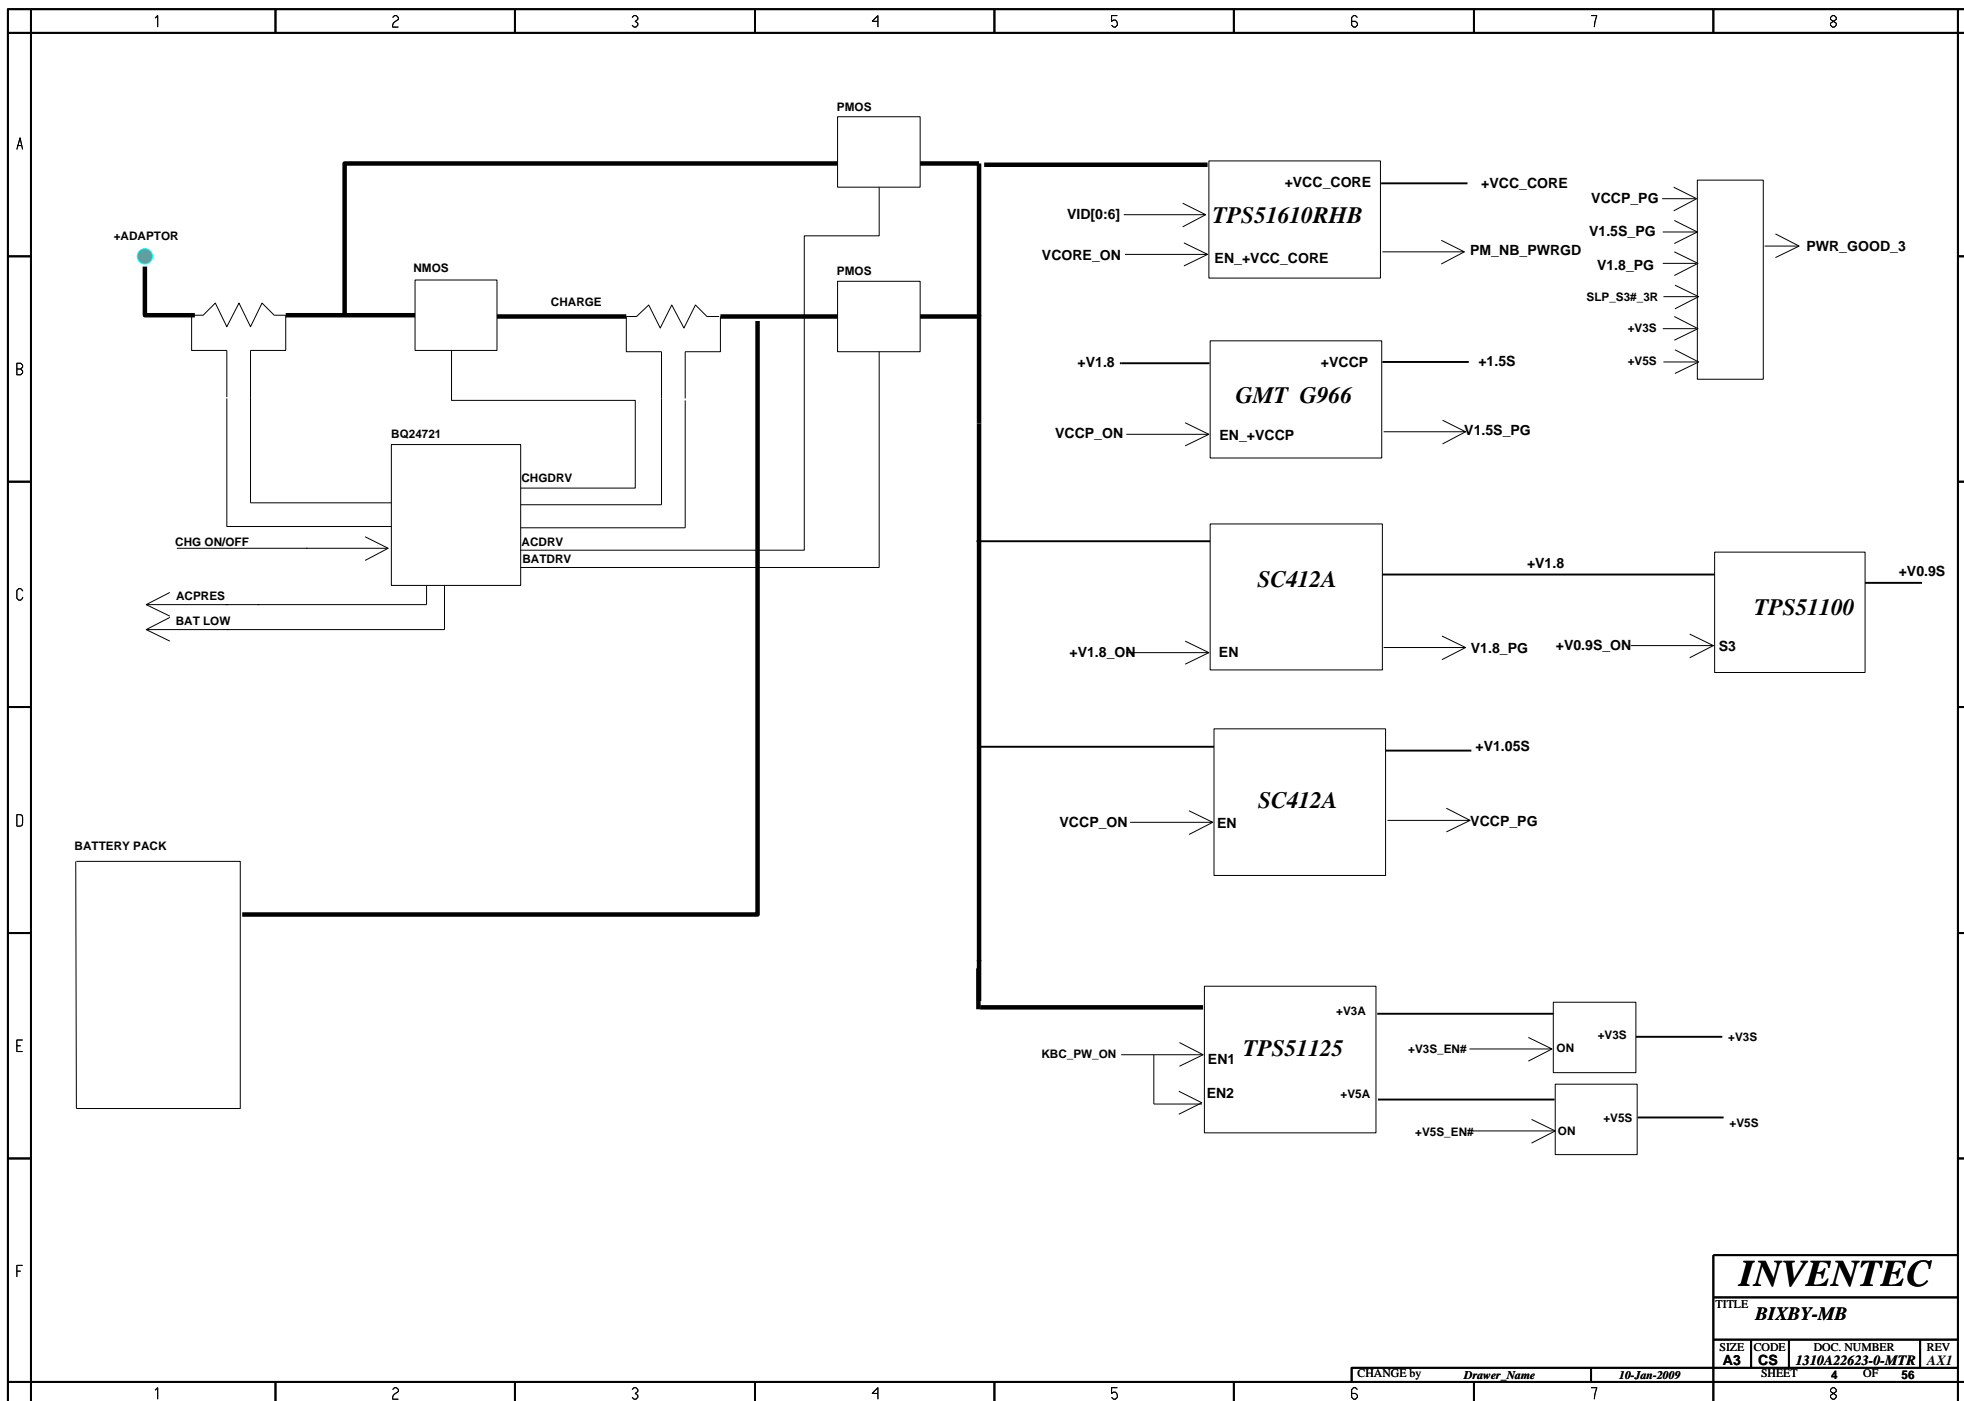 1 2 3 4 5 6 7 8
A
B
C
D
E
F
+ADAPTOR
NMOS
CHARGE
PMOS
PMOS
BQ24721
CHGDRV
ACDRV
BATDRV
CHG ON/OFF
ACPRES
BAT LOW
BATTERY PACK
+VCC_CORE
TPS51610RHB
EN_+VCC_CORE
VID[0:6]
VCORE_ON
+VCC_CORE
PM_NB_PWRGD
VCCP_PG
V1.5S_PG
V1.8_PG
SLP_S3#_3R
+V3S
+V5S
PWR_GOOD_3
+V1.8
+VCCP
GMT G966
EN_+VCCP
VCCP_ON
+1.5S
V1.5S_PG
SC412A
+V1.8_ON
EN
+V1.8
V1.8_PG
+V0.9S_ON
TPS51100
S3
+V0.9S
SC412A
VCCP_ON
EN
+V1.05S
VCCP_PG
KBC_PW_ON
+V3A
TPS51125
EN1
EN2
+V5A
+V3S_EN#
+V3S
ON
+V3S
+V5S_EN#
+V5S
ON
+V5S
INVENTEC
TITLE BIXBY-MB
SIZE CODE DOC. NUMBER REV
A3 CS 1310A22623-0-MTR AX1
CHANGE by Drawer_Name 10-Jan-2009 SHEET 4 OF 56
1 2 3 4 5 6 7 8